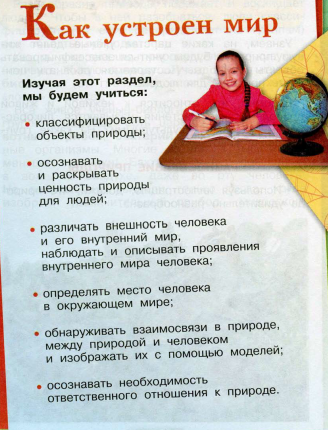 Как устроен мир
Изучая этот раздел,
мы будем учиться:
• классифицировать
объекты природы;
• осознавать
и раскрывать
ценность природы
для людей;
• различать внешность человека
и его внутренний мир,
наблюдать и описывать проявления
внутреннего мира человека;
• определять место человека
в окружающем мире;
• обнаруживать взаимосвязи в природе,
между природой и человеком
и изображать их с помощью моделей;
• осознавать необходимость
ответственного отношения к природе.